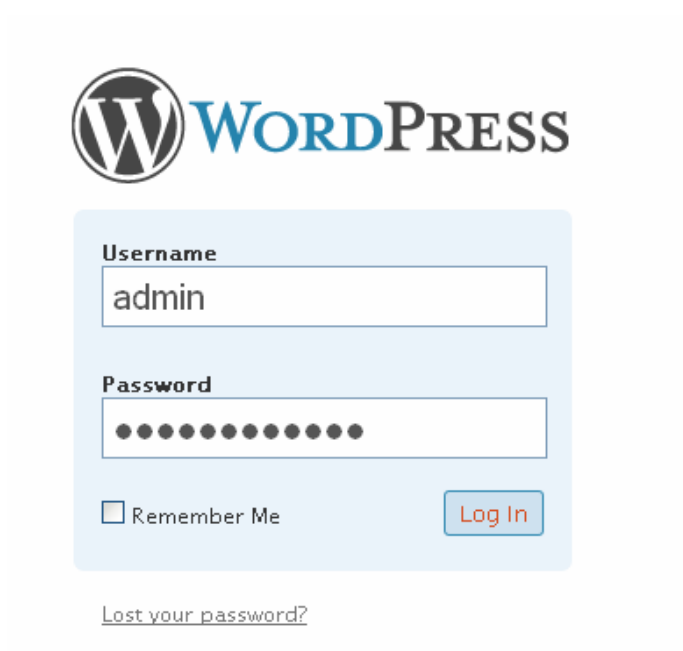 WORDPRESS
Username
admin
Password
●●●●●●●●●●●●
Remember Me
Log In
Lost your password?